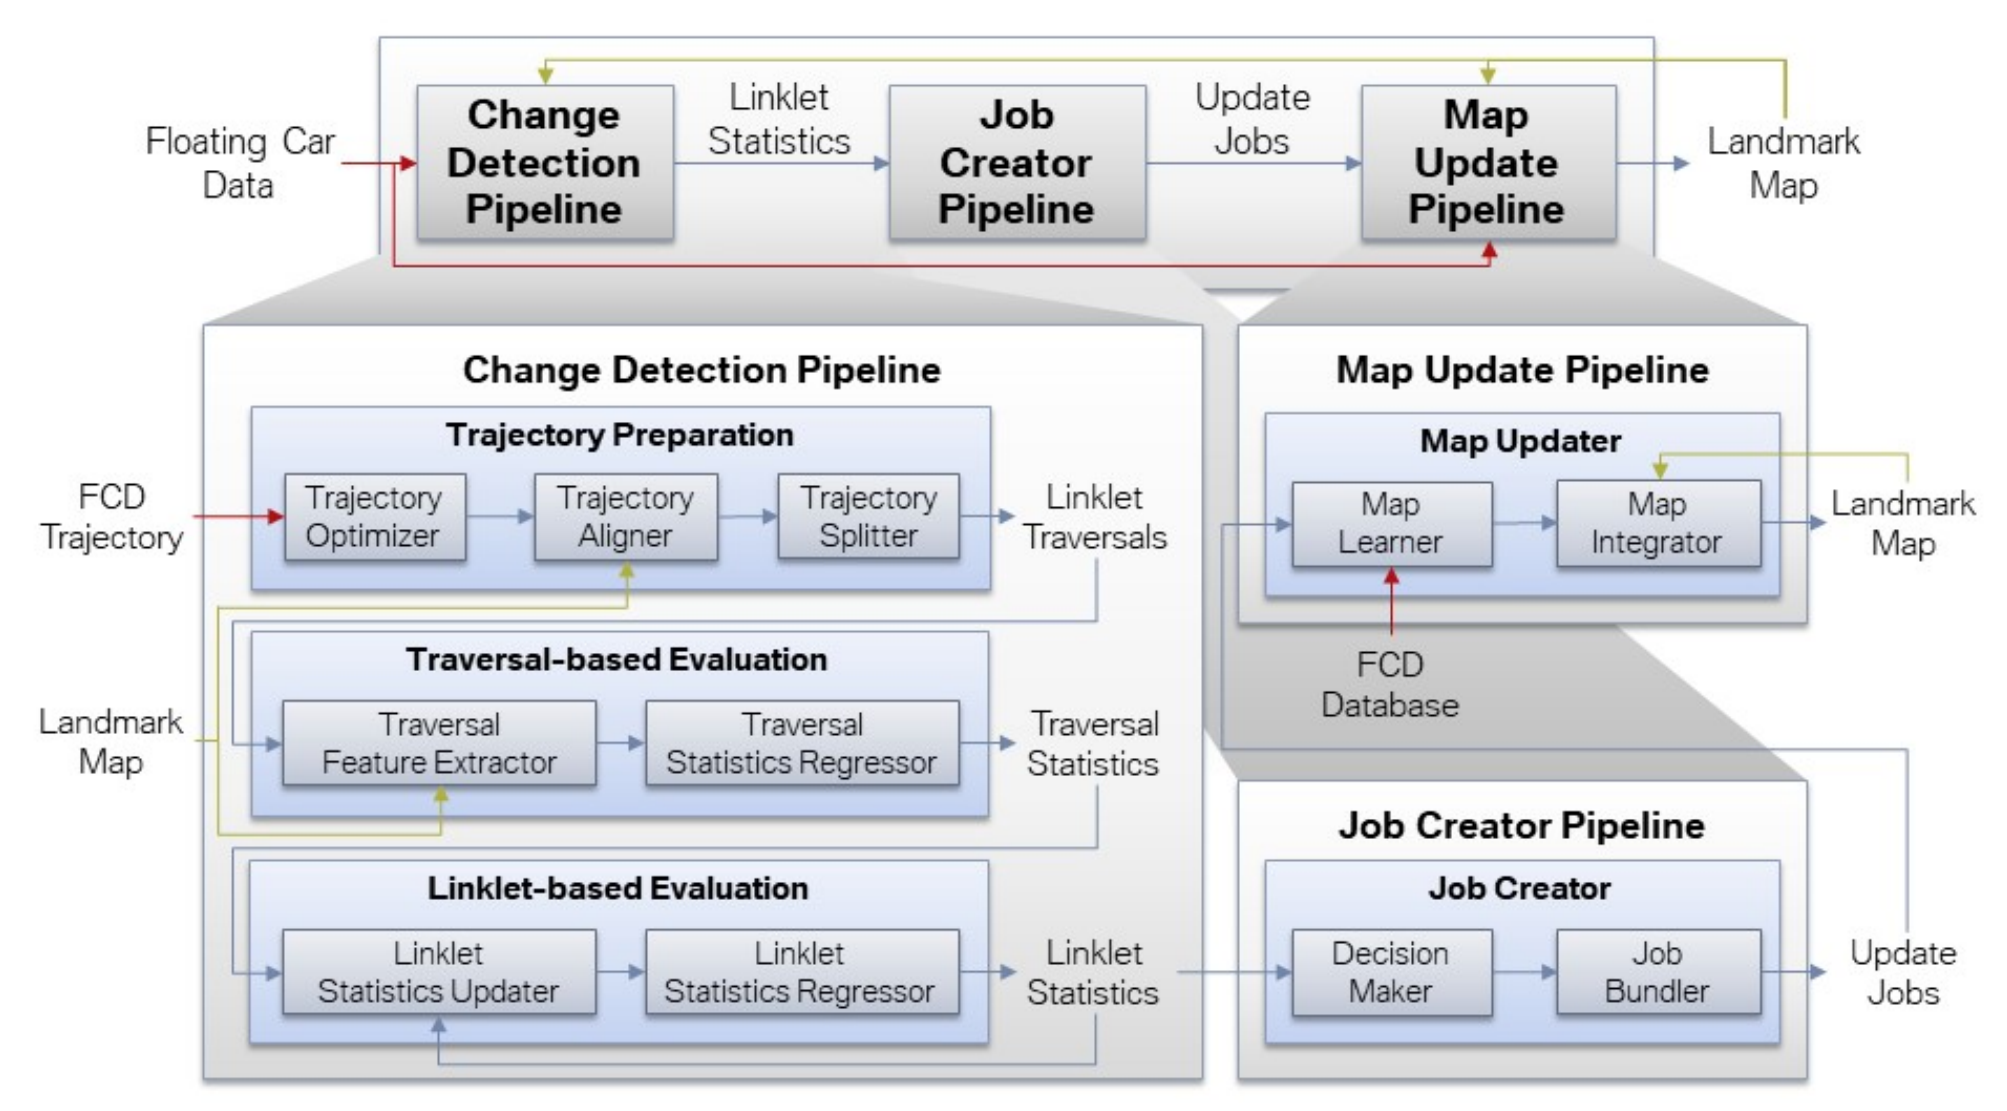 Floating Car
Data
Change
Detection
Pipeline
Linklet
Statistics
Job
Creator
Pipeline
Update
Jobs
Map
Update
Pipeline
Landmark
Map
Change Detection Pipeline
Trajectory Preparation
FCD
Trajectory
Trajectory
Optimizer
Trajectory
Aligner
Trajectory
Splitter
Linklet
Traversals
Landmark
Map
Traversal-based Evaluation
Traversal
Feature Extractor
Traversal
Statistics Regressor
Traversal
Statistics
Linklet-based Evaluation
Linklet
Statistics Updater
Linklet
Statistics Regressor
Linklet
Statistics
Map Update Pipeline
Map Updater
Map
Learner
Map
Integrator
Landmark
Map
FCD
Database
Job Creator Pipeline
Job Creator
Decision
Maker
Job
Bundler
Update
Jobs